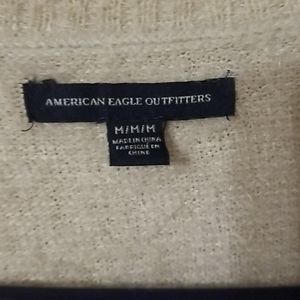 AMERICAN EAGLE OUTFITTERS
M/M/M
MADE IN CHINA
FABRIQUÉ EN
CHINE